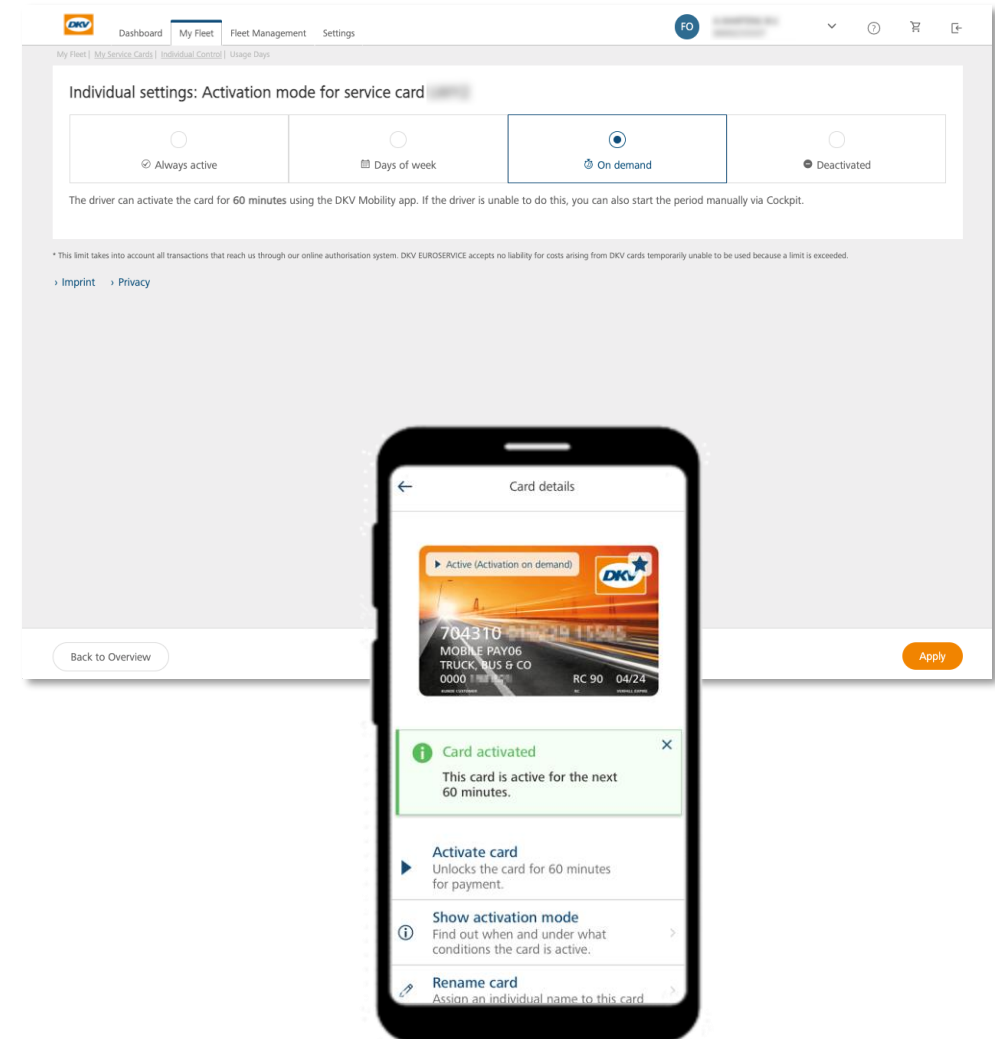 DKV
Dashboard My Fleet Fleet Management Settings FO
My Fleet | My Service Cards | Individual Control | Usage Days
Individual settings: Activation mode for service card
Always active Days of week On demand Deactivated
The driver can activate the card for 60 minutes using the DKV Mobility app. If the driver is unable to do this, you can also start the period manually via Cockpit.
* This limit takes into account all transactions that reach us through our online authorisation system. DKV EUROSERVICE accepts no liability for costs arising from DKV cards temporarily unable to be used because a limit is exceeded.
› Imprint › Privacy
Back to Overview Apply
Card details
Active (Activation on demand)
DKV
704310
MOBILE PAY06
TRUCK, BUS & CO
0000 RC 90 04/24
Card activated
This card is active for the next
60 minutes.
Activate card
Unlocks the card for 60 minutes
for payment.
Show activation mode
Find out when and under what
conditions the card is active.
Rename card
Assign an individual name to this card